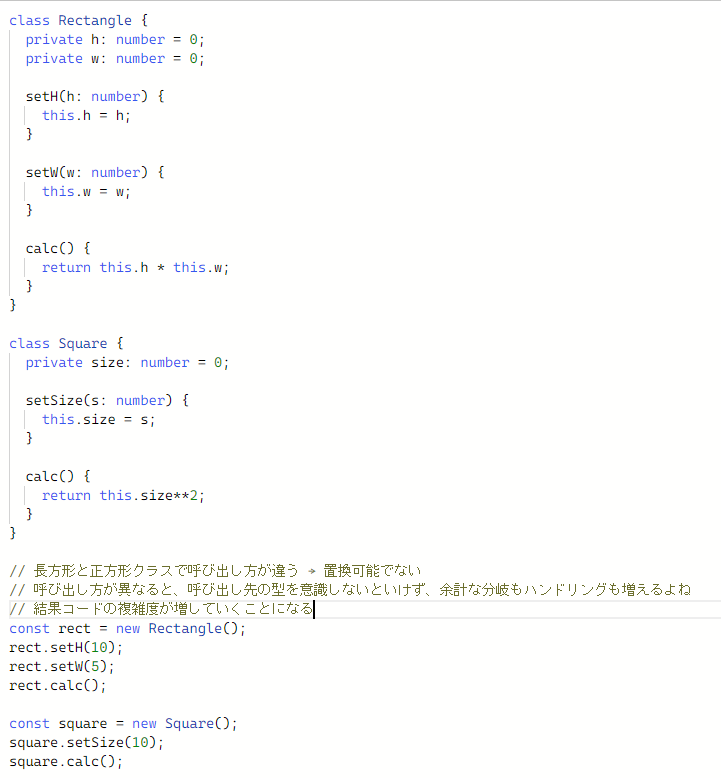 class Rectangle {
private h: number = 0;
private w: number = 0;
setH(h: number) {
this.h = h;
}
setW(w: number) {
this.w = w;
}
calc() {
return this.h * this.w;
}
}
class Square {
private size: number = 0;
setSize(s: number) {
this.size = s;
}
calc() {
return this.size**2;
}
}
// 長方形と正方形クラスで呼び出し方が違う → 置換可能でない
// 呼び出し方が異なると、呼び出し先の型を意識しないといけず、余計な分岐もハンドリングも増えるよね
// 結果コードの複雑度が増していくことになる
const rect = new Rectangle();
rect.setH(10);
rect.setW(5);
rect.calc();
const square = new Square();
square.setSize(10);
square.calc();